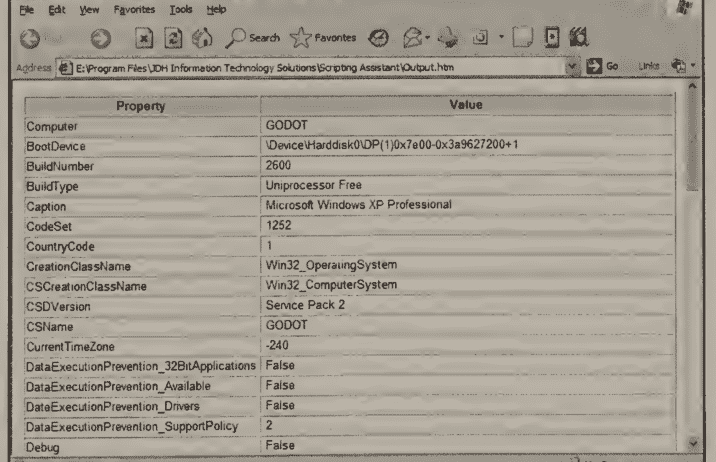 File Edit View Favorites Tools Help
Search Favorites
Address E:\Program Files\JDH Information Technology Solutions\Scripting Assistant\Output.htm Go Links
Property Value
Computer GODOT
BootDevice \Device\Harddisk0\DP(1)0x7e00-0x3a9627200+1
BuildNumber 2600
BuildType Uniprocessor Free
Caption Microsoft Windows XP Professional
CodeSet 1252
CountryCode 1
CreationClassName Win32_OperatingSystem
CSCreationClassName Win32_ComputerSystem
CSDVersion Service Pack 2
CSName GODOT
CurrentTimeZone -240
DataExecutionPrevention_32BitApplications False
DataExecutionPrevention_Available False
DateExecutionPrevention_Drivers False
DataExecutionPrevention_SupportPolicy 2
Debug False